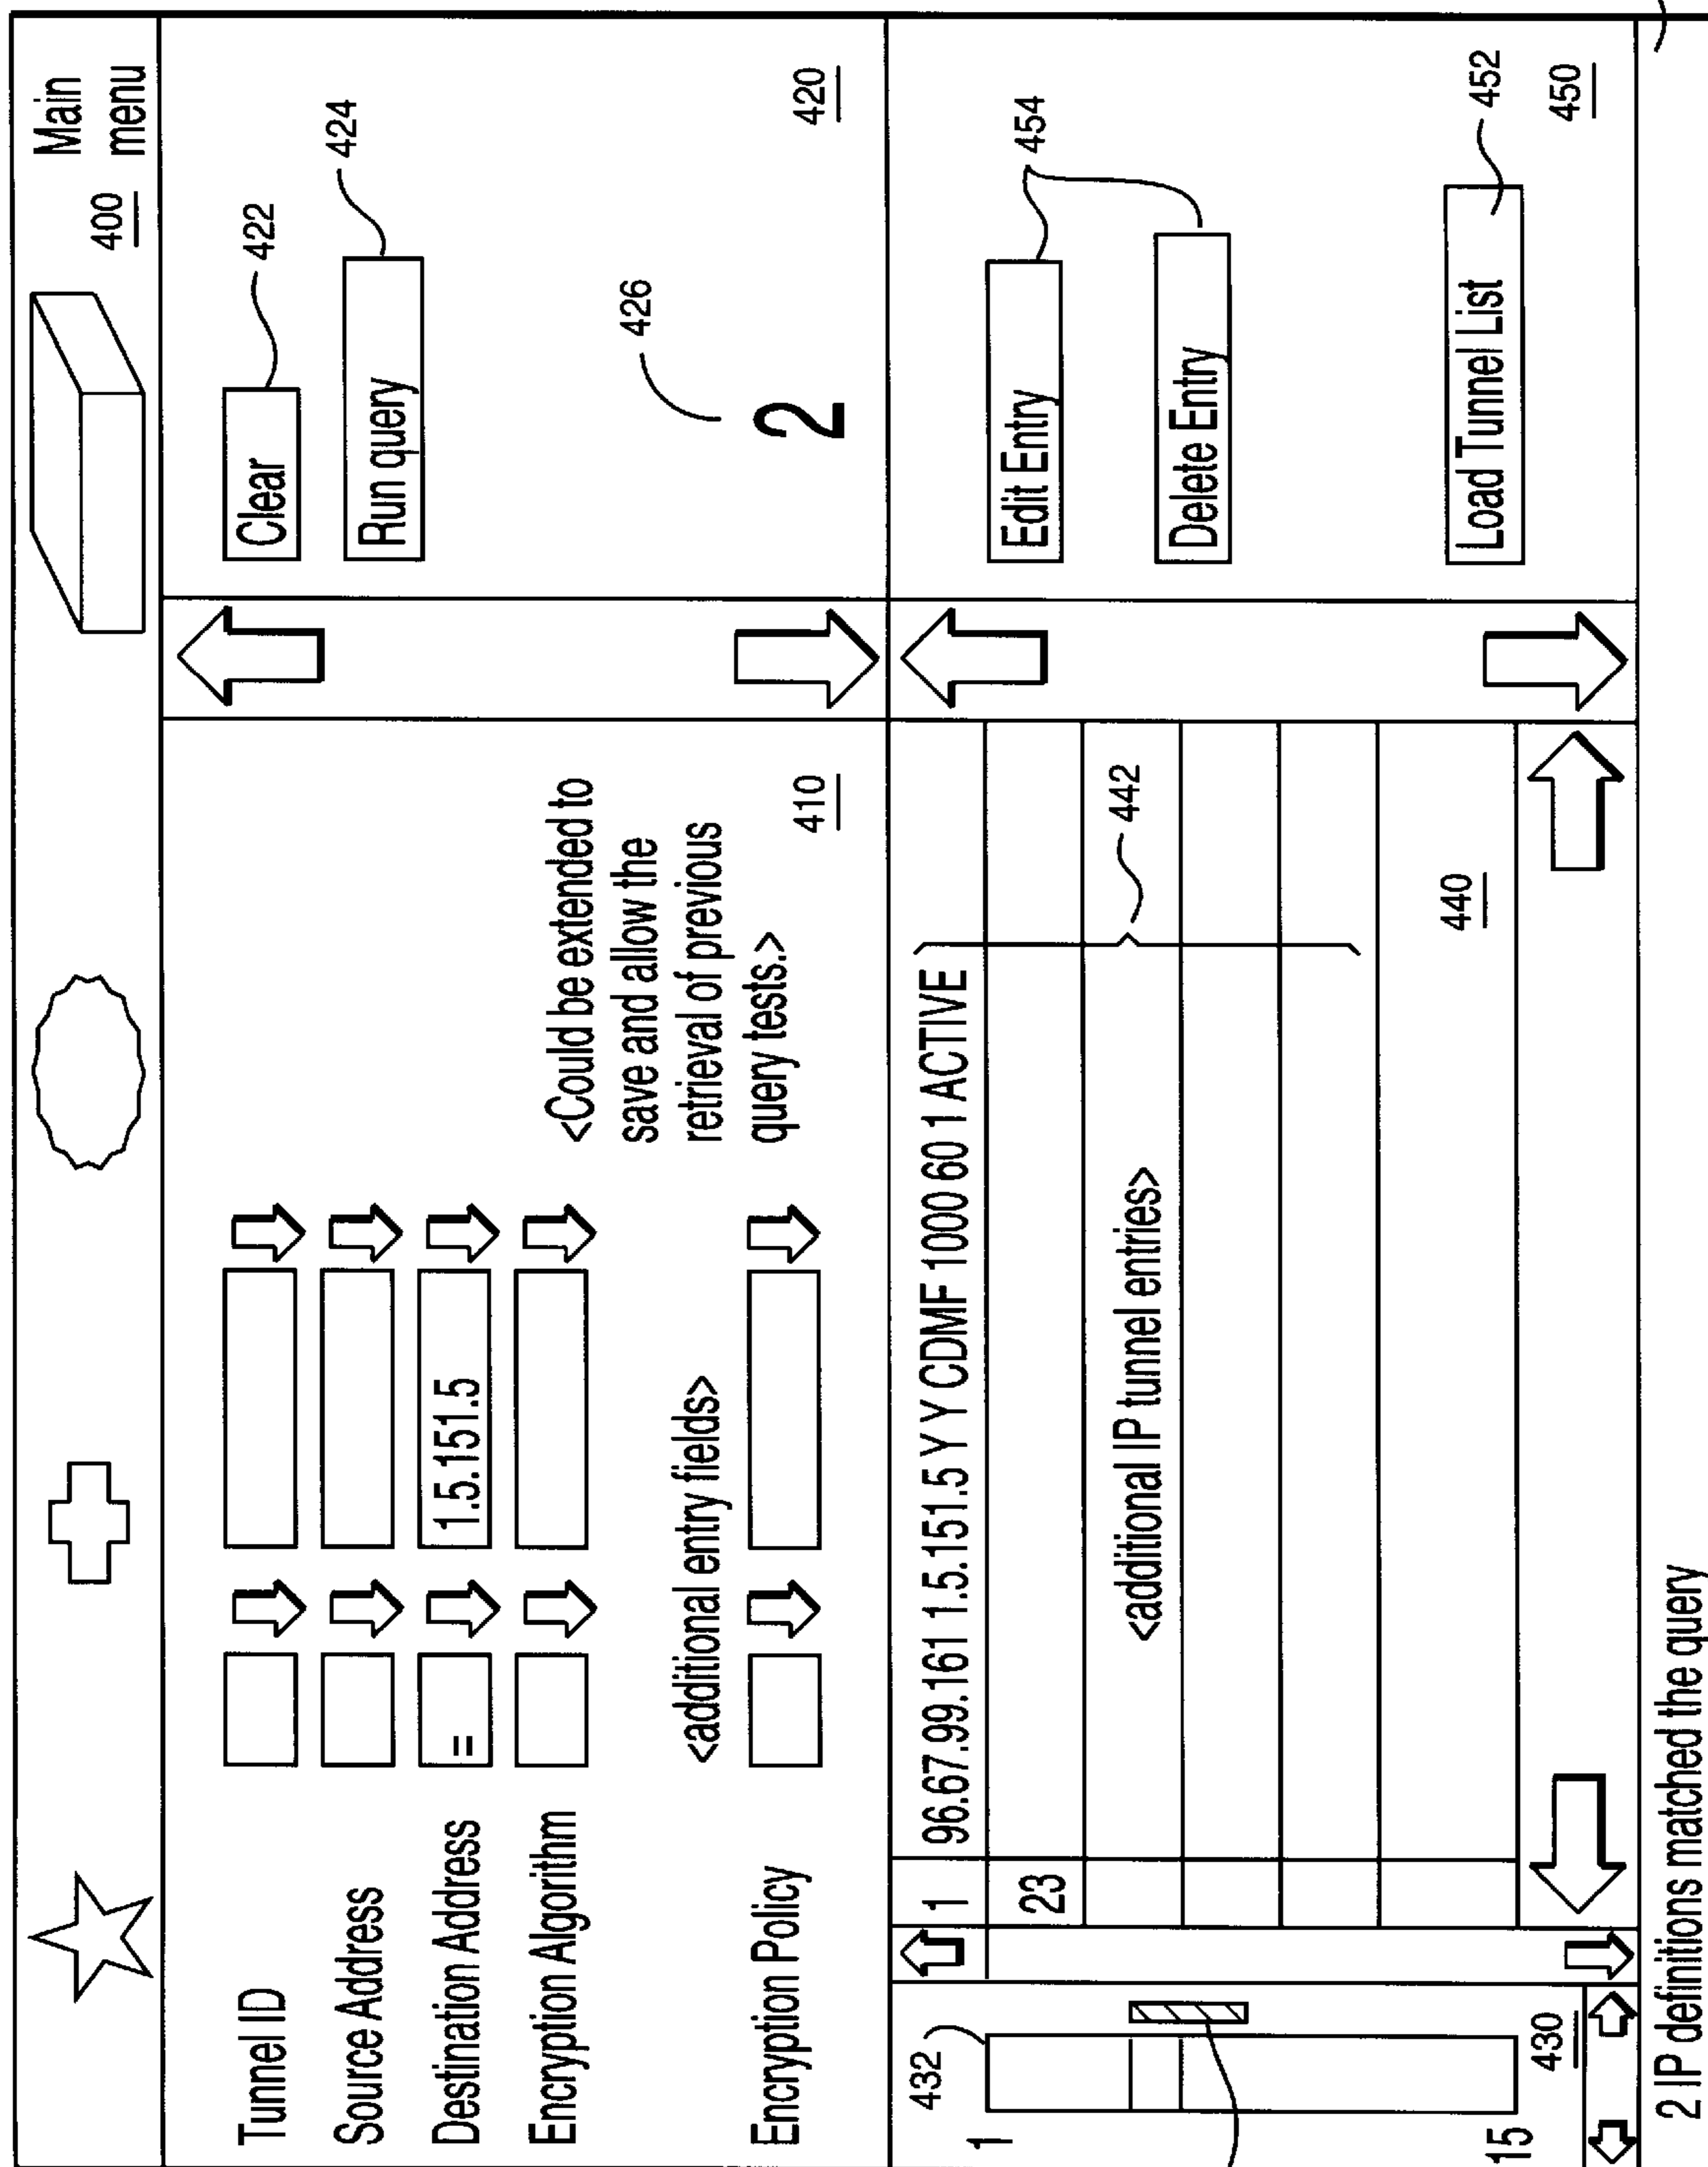 Main
menu
400
Tunnel ID
Source Address
Destination Address
=
1.5.151.5
Encryption Algorithm
<additional entry fields>
Encryption Policy
<Could be extended to
save and allow the
retrieval of previous
query tests.>
410
Clear
422
Run query
424
426
2
420
432
1
15
430
1
96.67.99.161 1.5.151.5 Y Y CDMF 1000 60 1 ACTIVE
23
<additional IP tunnel entries>
442
440
Edit Entry
454
Delete Entry
Load Tunnel List
452
450
2 IP definitions matched the query